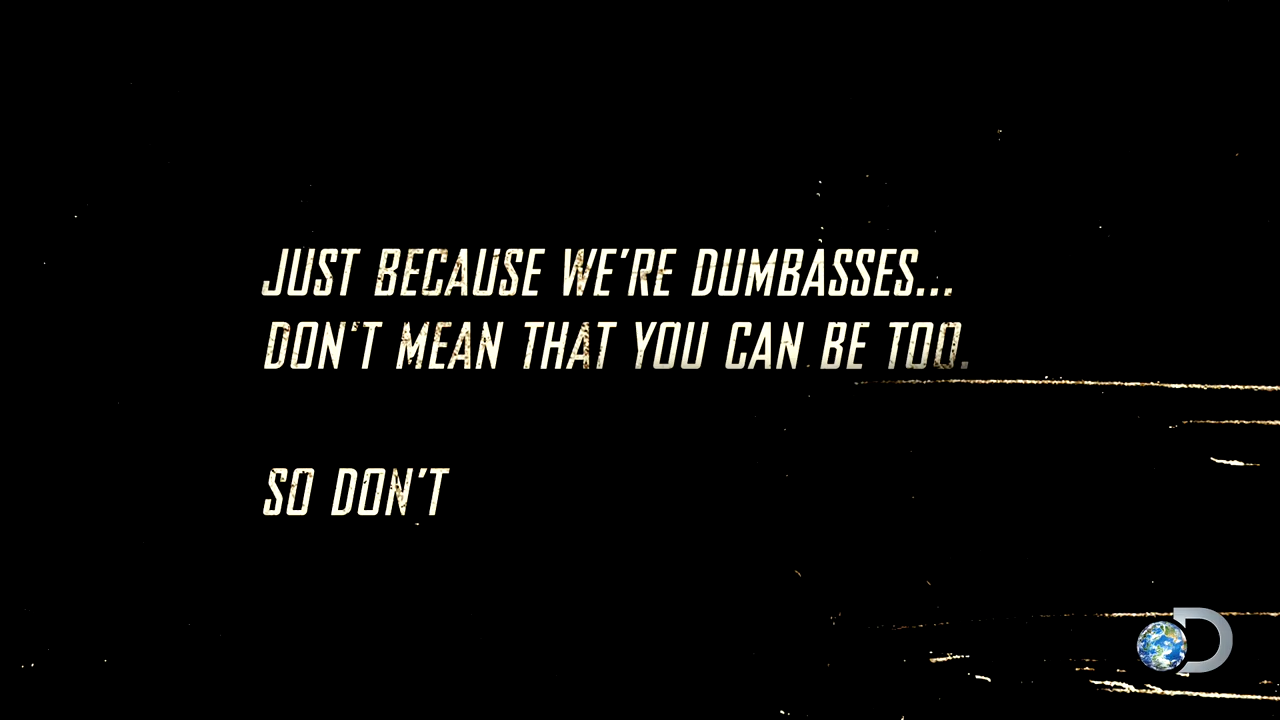 JUST BECAUSE WE'RE DUMBASSES...
DON'T MEAN THAT YOU CAN BE TOO.
SO DON'T
D